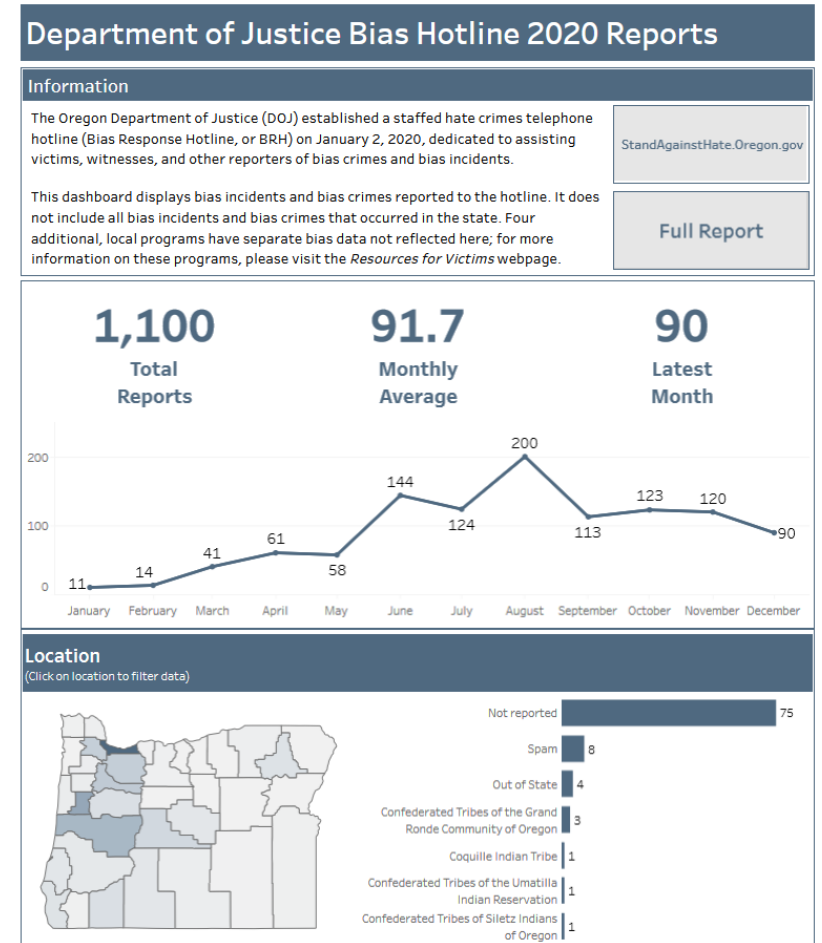 Department of Justice Bias Hotline 2020 Reports
Information
The Oregon Department of Justice (DOJ) established a staffed hate crimes telephone
hotline (Bias Response Hotline, or BRH) on January 2, 2020, dedicated to assisting
victims, witnesses, and other reporters of bias crimes and bias incidents.
StandAgainstHate.Oregon.gov
This dashboard displays bias incidents and bias crimes reported to the hotline. It does
not include all bias incidents and bias crimes that occurred in the state. Four
additional, local programs have separate bias data not reflected here; for more
information on these programs, please visit the Resources for Victims webpage.
Full Report
1,100
Total
Reports
91.7
Monthly
Average
90
Latest
Month
200
100
0
11
14
41
61
58
144
124
200
113
123
120
90
January February March April May June July August September October November December
Location
(Click on location to filter data)
Not reported 75
Spam 8
Out of State 4
Confederated Tribes of the Grand
Ronde Community of Oregon 3
Coquille Indian Tribe 1
Confederated Tribes of the Umatilla
Indian Reservation 1
Confederated Tribes of Siletz Indians
of Oregon 1